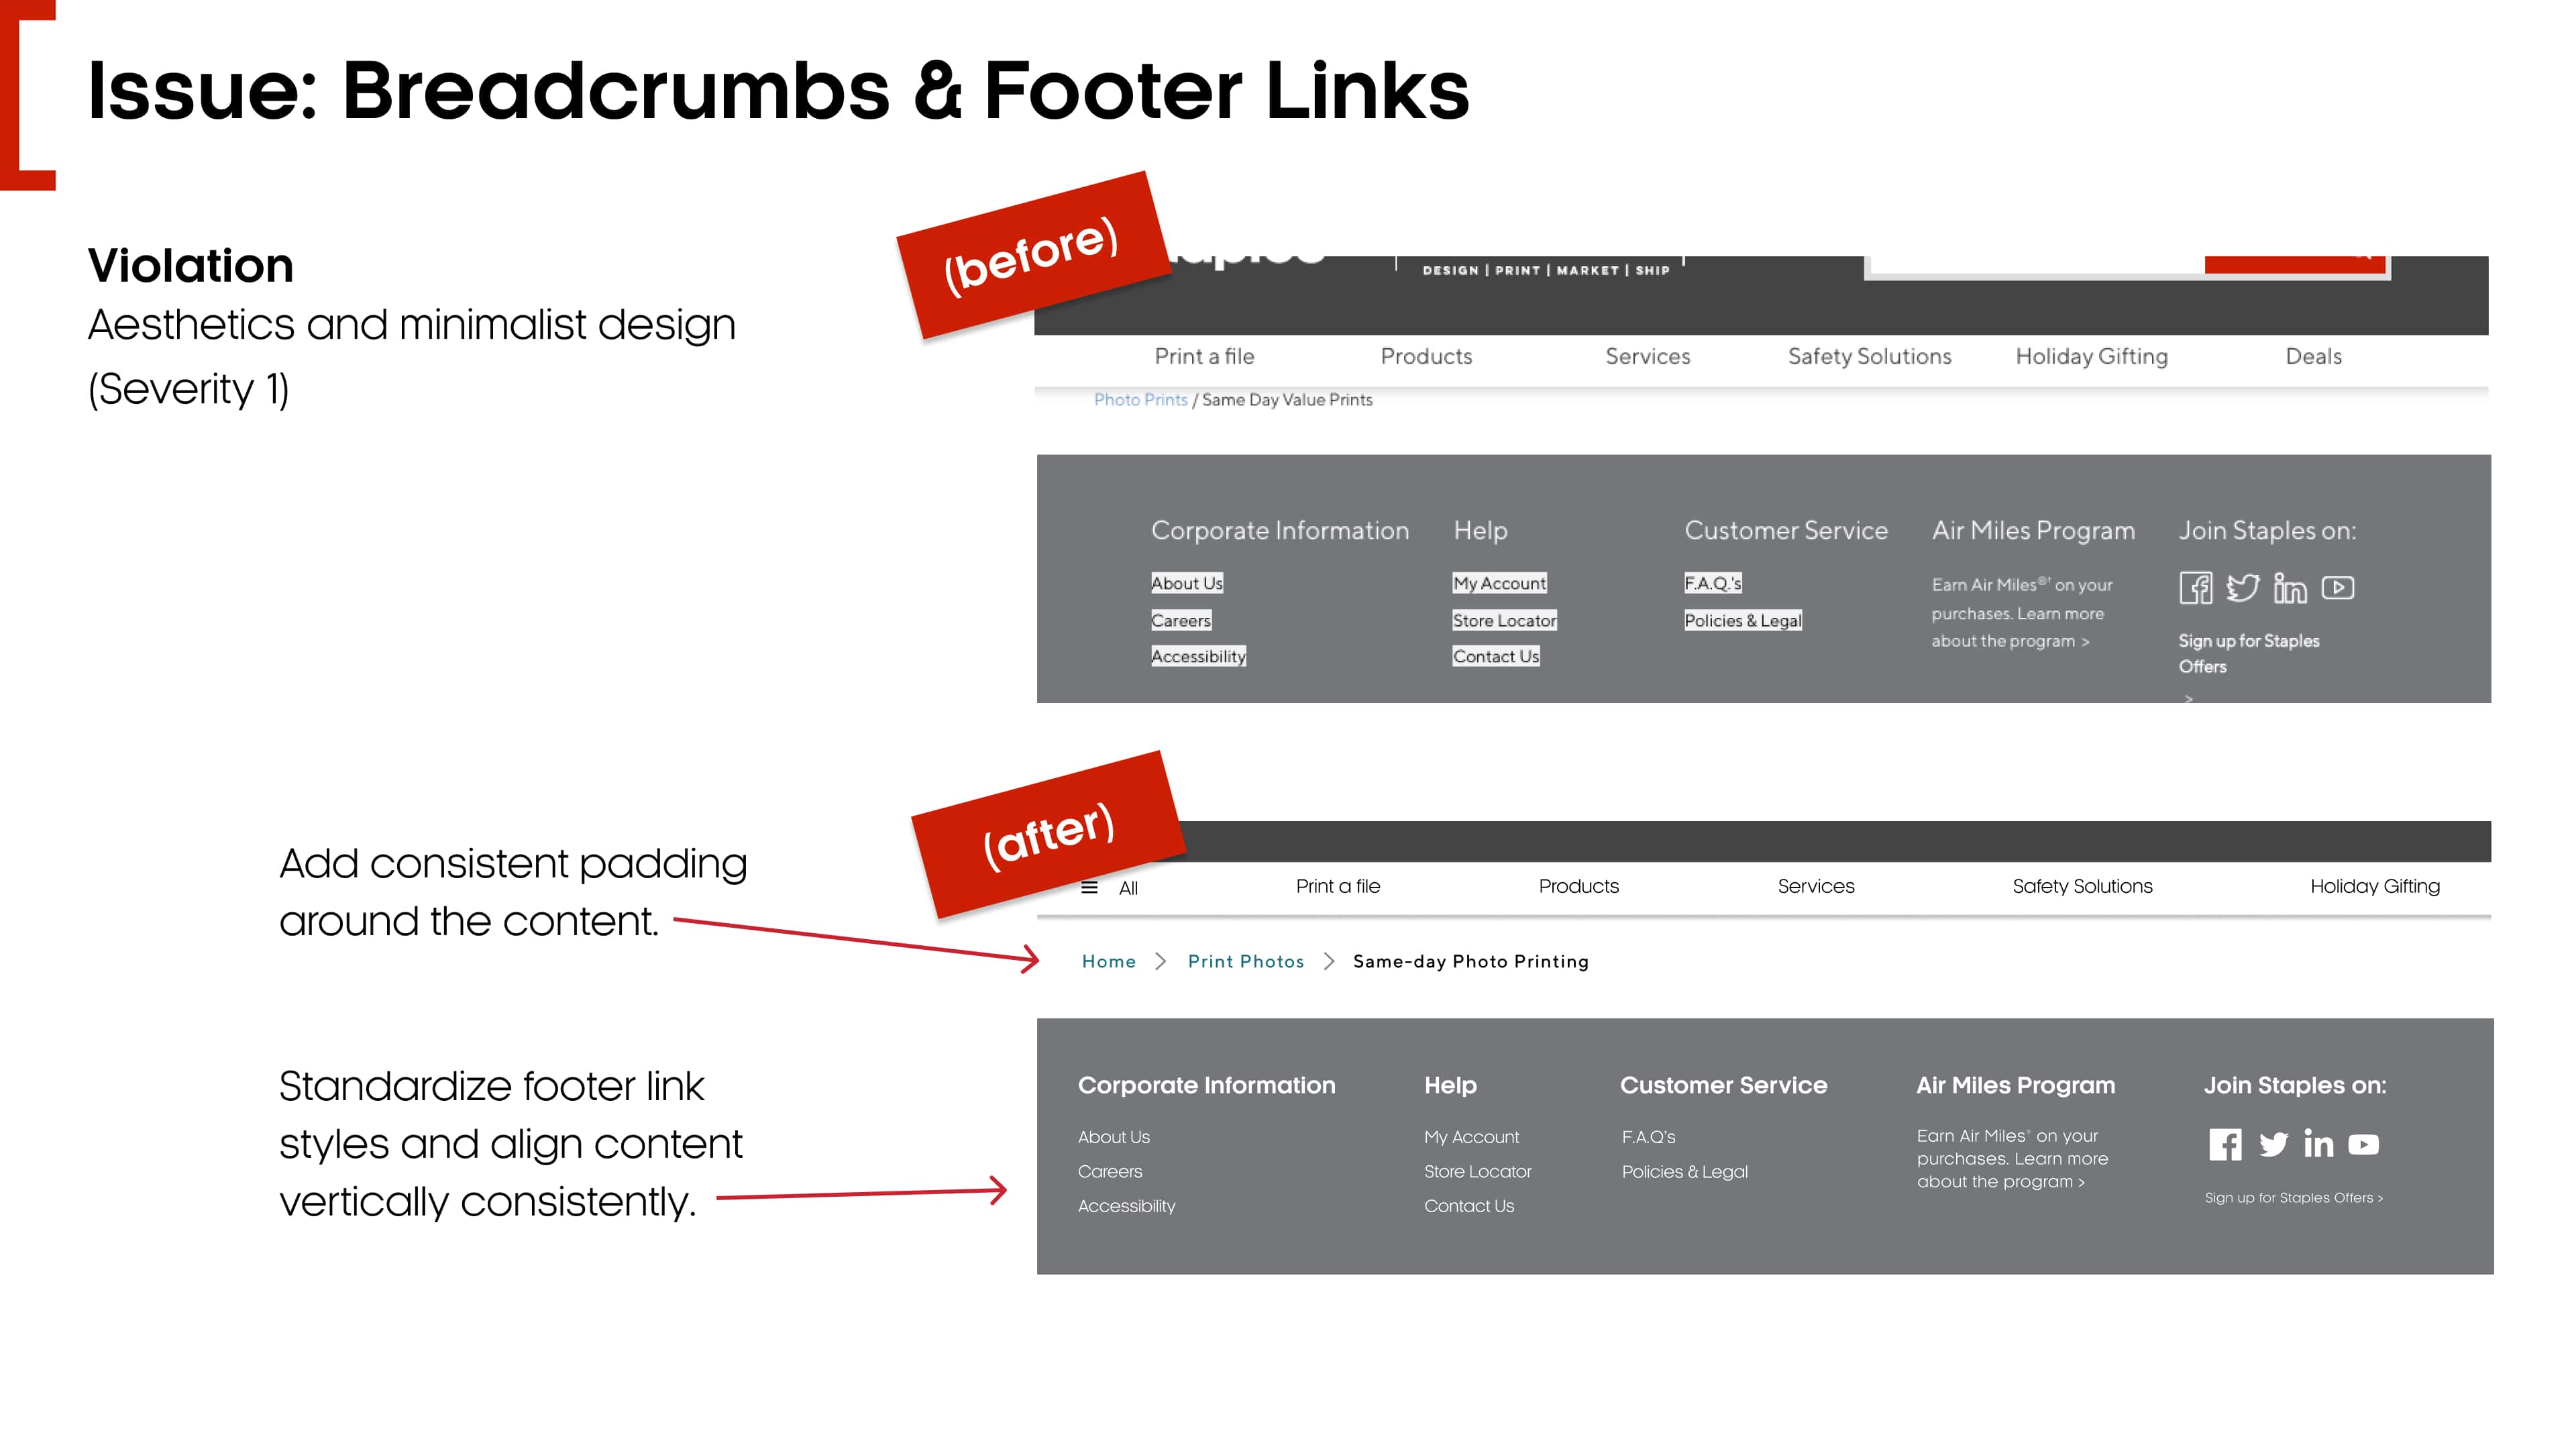 Issue: Breadcrumbs & Footer Links
Violation
Aesthetics and minimalist design
(Severity 1)
(before)
DESIGN | PRINT | MARKET | SHIP
Print a file Products Services Safety Solutions Holiday Gifting Deals
Photo Prints / Same Day Value Prints
Corporate Information Help Customer Service Air Miles Program Join Staples on:
About Us My Account F.A.Q.'s Earn Air Miles®† on your
Careers Store Locator Policies & Legal purchases. Learn more
Accessibility Contact Us about the program > Sign up for Staples
Offers
>
Add consistent padding
around the content.
Standardize footer link
styles and align content
vertically consistently.
(after)
≡ All Print a file Products Services Safety Solutions Holiday Gifting
Home > Print Photos > Same-day Photo Printing
Corporate Information Help Customer Service Air Miles Program Join Staples on:
About Us My Account F.A.Q's Earn Air Miles® on your
Careers Store Locator Policies & Legal purchases. Learn more
Accessibility Contact Us about the program > Sign up for Staples Offers >